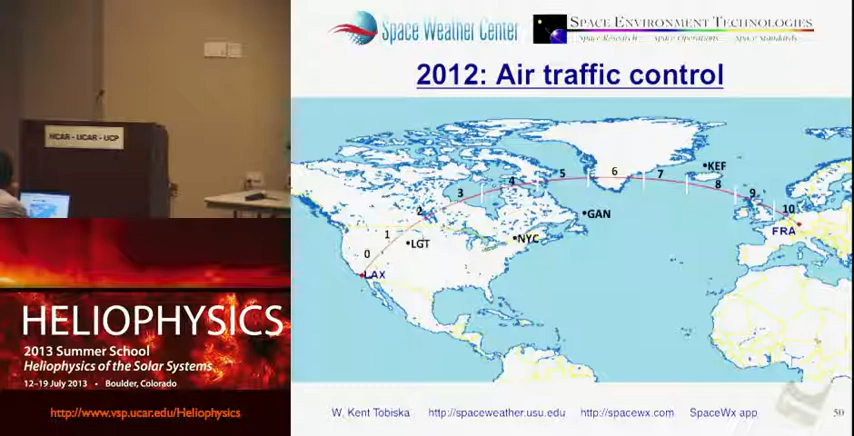 NCAR - UCAR - UCP
HELIOPHYSICS
2013 Summer School
Heliophysics of the Solar Systems
12–19 July 2013 • Boulder, Colorado
http://www.vsp.ucar.edu/Heliophysics
Space Weather Center
SPACE ENVIRONMENT TECHNOLOGIES
Space Research Space Operations Space Standards
2012: Air traffic control
0
1
2
3
4
5
6
7
8
9
10
LAX
LGT
NYC
GAN
KEF
FRA
W. Kent Tobiska http://spaceweather.usu.edu http://spacewx.com SpaceWx app
50